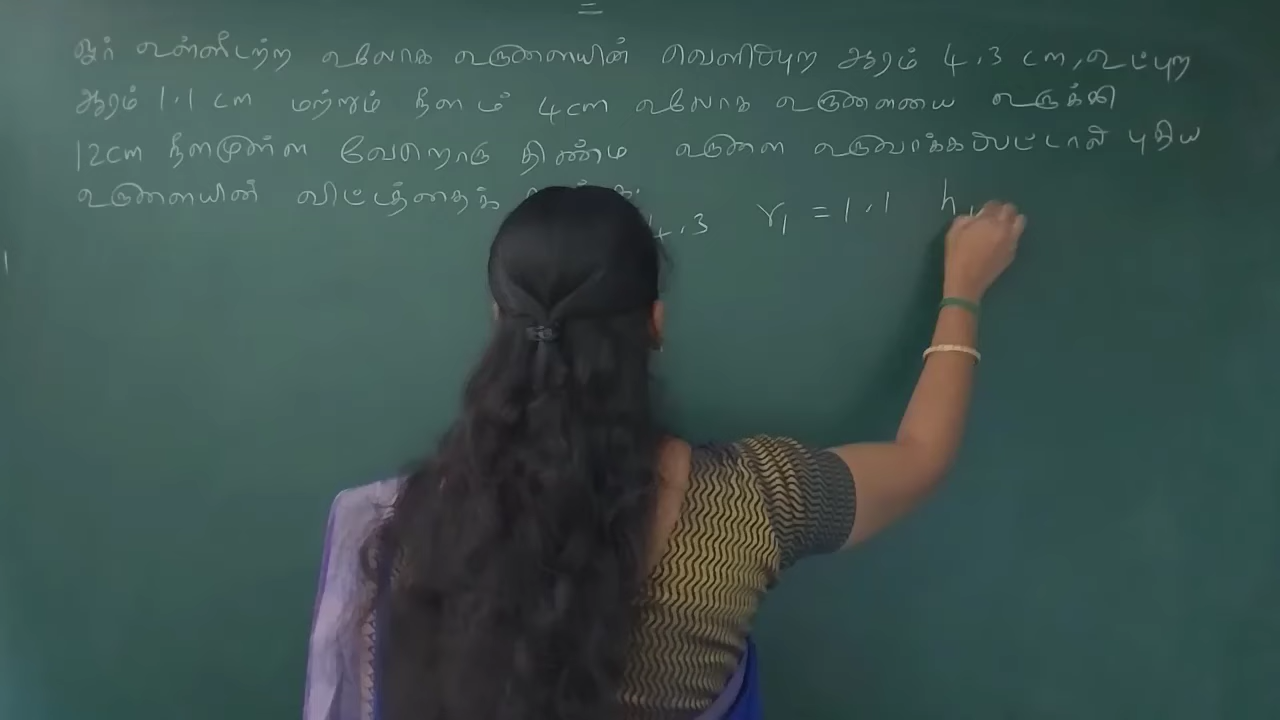 ஓர் உள்ளீடற்ற உலோக உருளையின் வெளிப்புற ஆரம் 4.3 cm, உட்புற
ஆரம் 1.1 cm மற்றும் நீளம் 4cm உலோக உருளையை உருக்கி
12cm நீளமுள்ள வேறொரு திண்ம உருளை உருவாக்கப்பட்டால் புதிய
உருளையின் விட்டத்தைக்
4.3 r₁ = 1.1 h₁